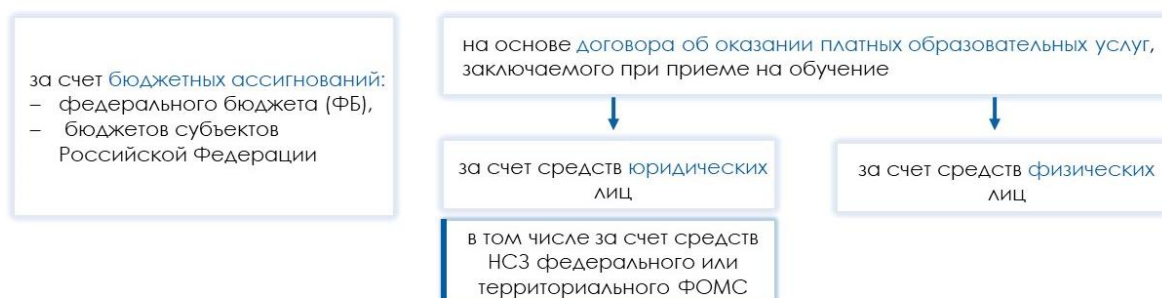 за счет бюджетных ассигнований:
– федерального бюджета (ФБ),
– бюджетов субъектов
Российской Федерации
на основе договора об оказании платных образовательных услуг,
заключаемого при приеме на обучение
за счет средств юридических
лиц
в том числе за счет средств
НСЗ федерального или
территориального ФОМС
за счет средств физических
лиц